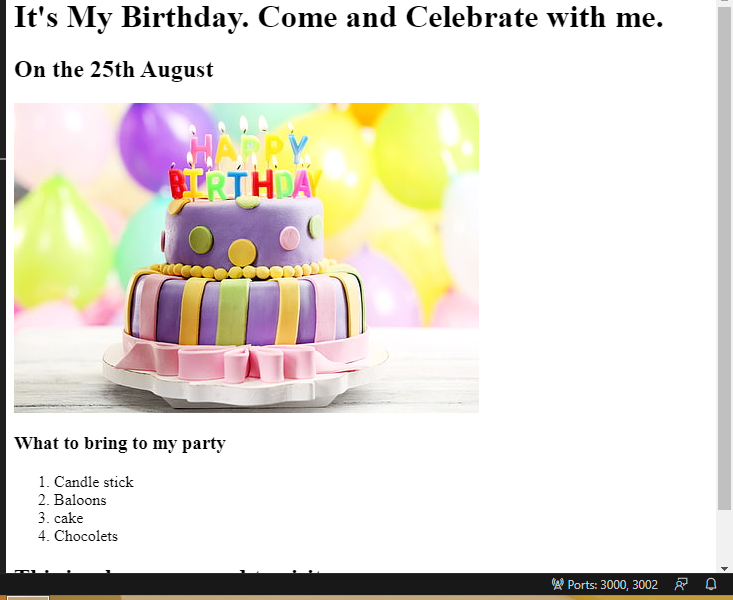 It's My Birthday. Come and Celebrate with me.
On the 25th August
HAPPY
BIRTHDAY
What to bring to my party
1. Candle stick
2. Baloons
3. cake
4. Chocolets
Ports: 3000, 3002